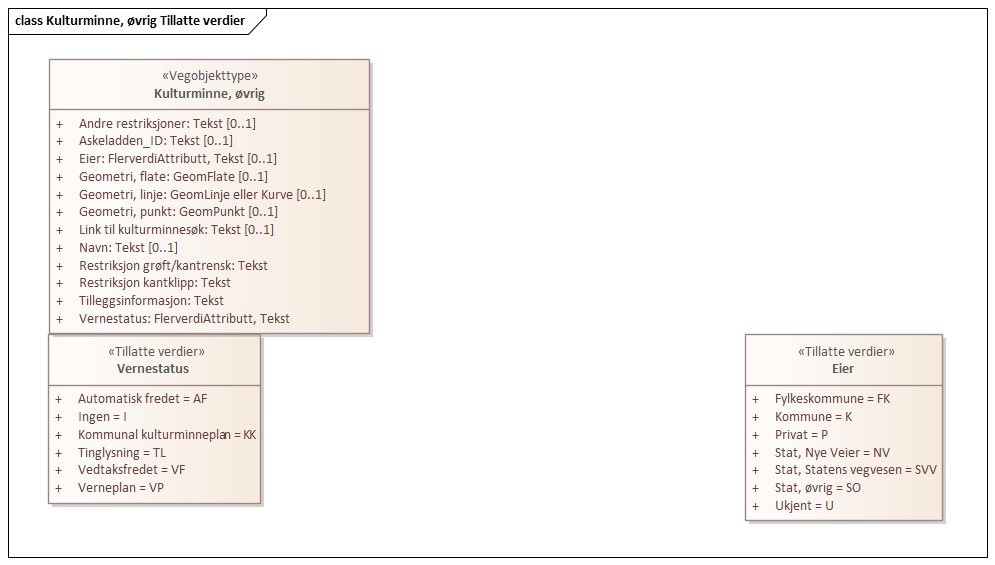 class Kulturminne, øvrig Tillatte verdier
«Vegobjekttype»
Kulturminne, øvrig
+ Andre restriksjoner: Tekst [0..1]
+ Askeladden_ID: Tekst [0..1]
+ Eier: FlerverdiAttributt, Tekst [0..1]
+ Geometri, flate: GeomFlate [0..1]
+ Geometri, linje: GeomLinje eller Kurve [0..1]
+ Geometri, punkt: GeomPunkt [0..1]
+ Link til kulturminnesøk: Tekst [0..1]
+ Navn: Tekst [0..1]
+ Restriksjon grøft/kantrensk: Tekst
+ Restriksjon kantklipp: Tekst
+ Tilleggsinformasjon: Tekst
+ Vernestatus: FlerverdiAttributt, Tekst
«Tillatte verdier»
Vernestatus
+ Automatisk fredet = AF
+ Ingen = I
+ Kommunal kulturminneplan = KK
+ Tinglysning = TL
+ Vedtaksfredet = VF
+ Verneplan = VP
«Tillatte verdier»
Eier
+ Fylkeskommune = FK
+ Kommune = K
+ Privat = P
+ Stat, Nye Veier = NV
+ Stat, Statens vegvesen = SVV
+ Stat, øvrig = SO
+ Ukjent = U